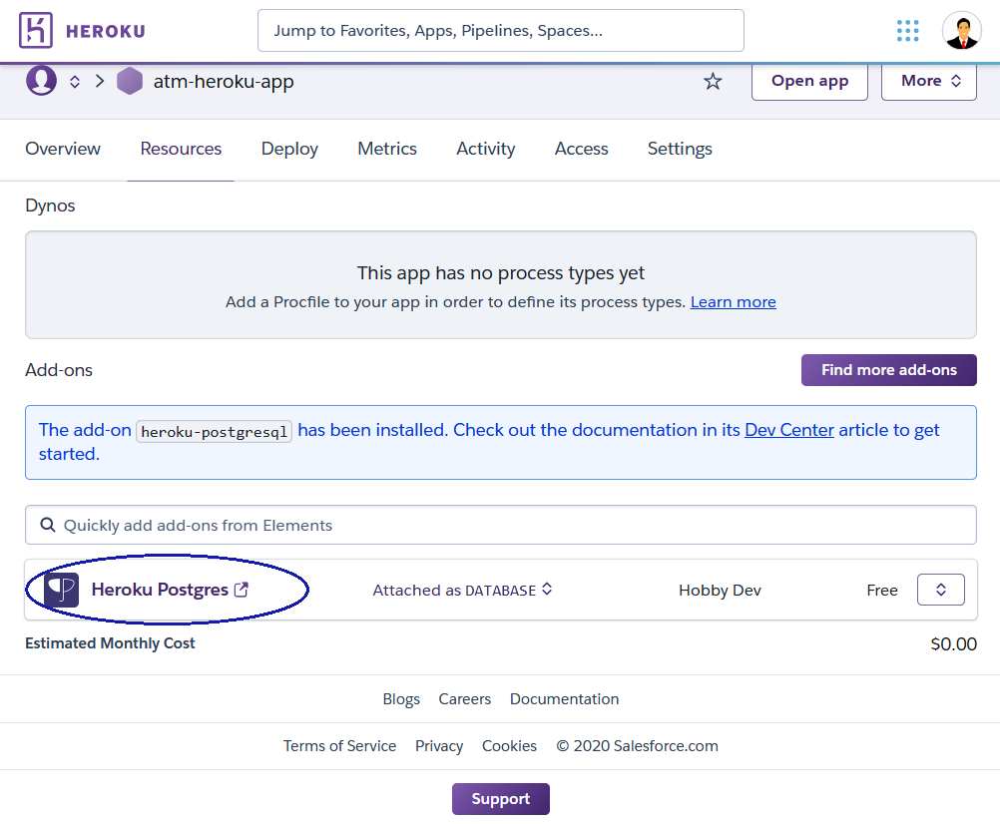 HEROKU
Jump to Favorites, Apps, Pipelines, Spaces...
atm-heroku-app
Open app
More
Overview Resources Deploy Metrics Activity Access Settings
Dynos
This app has no process types yet
Add a Procfile to your app in order to define its process types. Learn more
Add-ons
Find more add-ons
The add-on heroku-postgresql has been installed. Check out the documentation in its Dev Center article to get
started.
Quickly add add-ons from Elements
Heroku Postgres Attached as DATABASE Hobby Dev Free
Estimated Monthly Cost $0.00
Blogs Careers Documentation
Terms of Service Privacy Cookies © 2020 Salesforce.com
Support